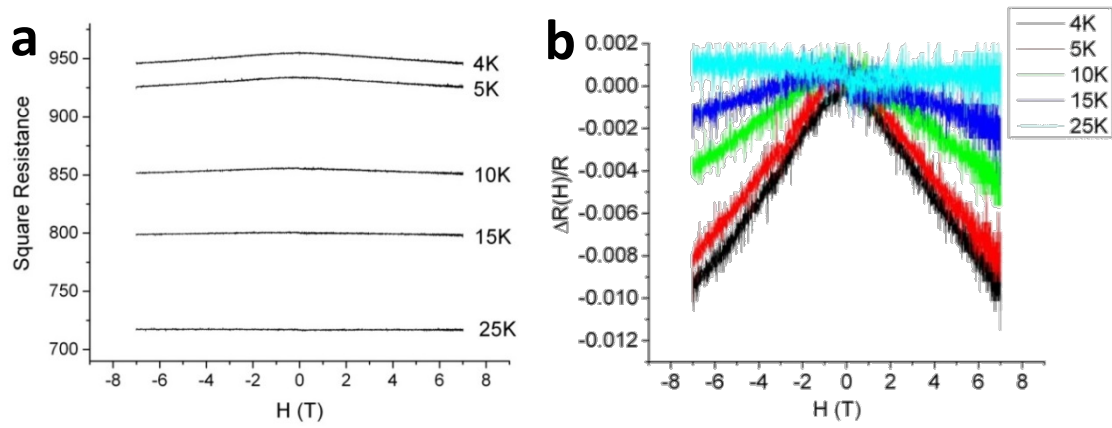 a
Square Resistance
950
900
850
800
750
700
4K
5K
10K
15K
25K
-8 -6 -4 -2 0 2 4 6 8
H (T)
b
ΔR(H)/R
0.002
0.000
-0.002
-0.004
-0.006
-0.008
-0.010
-0.012
-8 -6 -4 -2 0 2 4 6 8
H (T)
4K
5K
10K
15K
25K